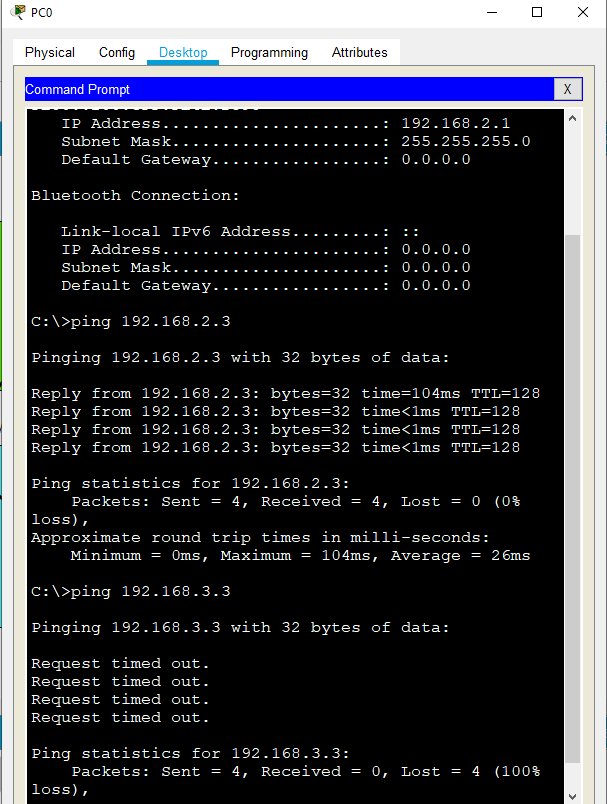 PC0
Physical Config Desktop Programming Attributes
Command Prompt X
IP Address......................: 192.168.2.1
Subnet Mask.....................: 255.255.255.0
Default Gateway.................: 0.0.0.0
Bluetooth Connection:
Link-local IPv6 Address.........: ::
IP Address......................: 0.0.0.0
Subnet Mask.....................: 0.0.0.0
Default Gateway.................: 0.0.0.0
C:\>ping 192.168.2.3
Pinging 192.168.2.3 with 32 bytes of data:
Reply from 192.168.2.3: bytes=32 time=104ms TTL=128
Reply from 192.168.2.3: bytes=32 time<1ms TTL=128
Reply from 192.168.2.3: bytes=32 time<1ms TTL=128
Reply from 192.168.2.3: bytes=32 time<1ms TTL=128
Ping statistics for 192.168.2.3:
Packets: Sent = 4, Received = 4, Lost = 0 (0%
loss),
Approximate round trip times in milli-seconds:
Minimum = 0ms, Maximum = 104ms, Average = 26ms
C:\>ping 192.168.3.3
Pinging 192.168.3.3 with 32 bytes of data:
Request timed out.
Request timed out.
Request timed out.
Request timed out.
Ping statistics for 192.168.3.3:
Packets: Sent = 4, Received = 0, Lost = 4 (100%
loss),